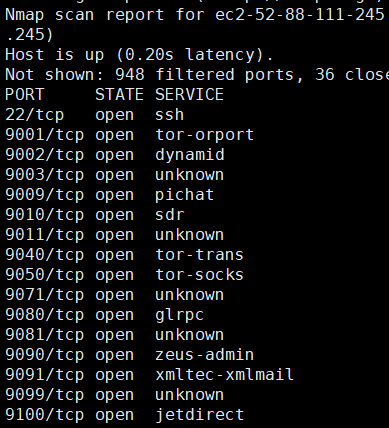 Nmap scan report for ec2-52-88-111-245
.245)
Host is up (0.20s latency).
Not shown: 948 filtered ports, 36 close
PORT     STATE SERVICE
22/tcp   open  ssh
9001/tcp open  tor-orport
9002/tcp open  dynamid
9003/tcp open  unknown
9009/tcp open  pichat
9010/tcp open  sdr
9011/tcp open  unknown
9040/tcp open  tor-trans
9050/tcp open  tor-socks
9071/tcp open  unknown
9080/tcp open  glrpc
9081/tcp open  unknown
9090/tcp open  zeus-admin
9091/tcp open  xmltec-xmlmail
9099/tcp open  unknown
9100/tcp open  jetdirect